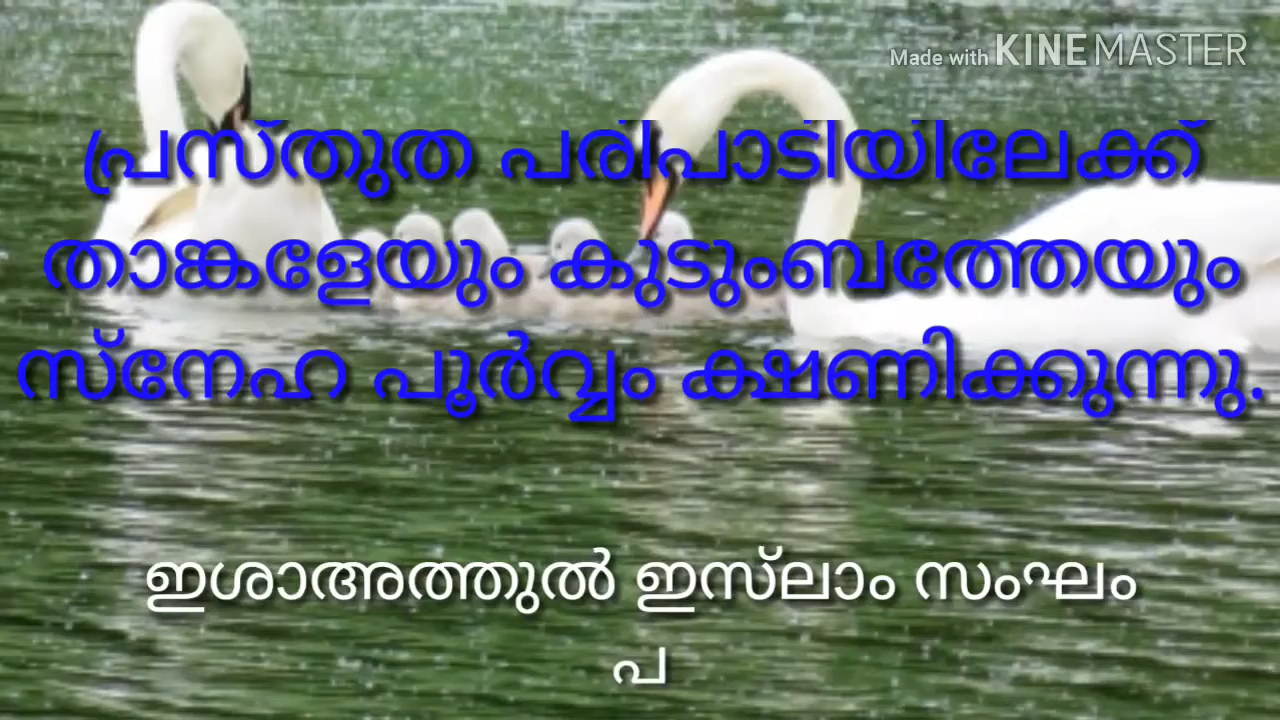 Made with KINEMASTER
പ്രസ്തുത പരിപാടിയിലേക്ക്
താങ്കളേയും കുടുംബത്തേയും
സ്നേഹ പൂർവ്വം ക്ഷണിക്കുന്നു.
ഇശാഅത്തുൽ ഇസ്‌ലാം സംഘം
പ